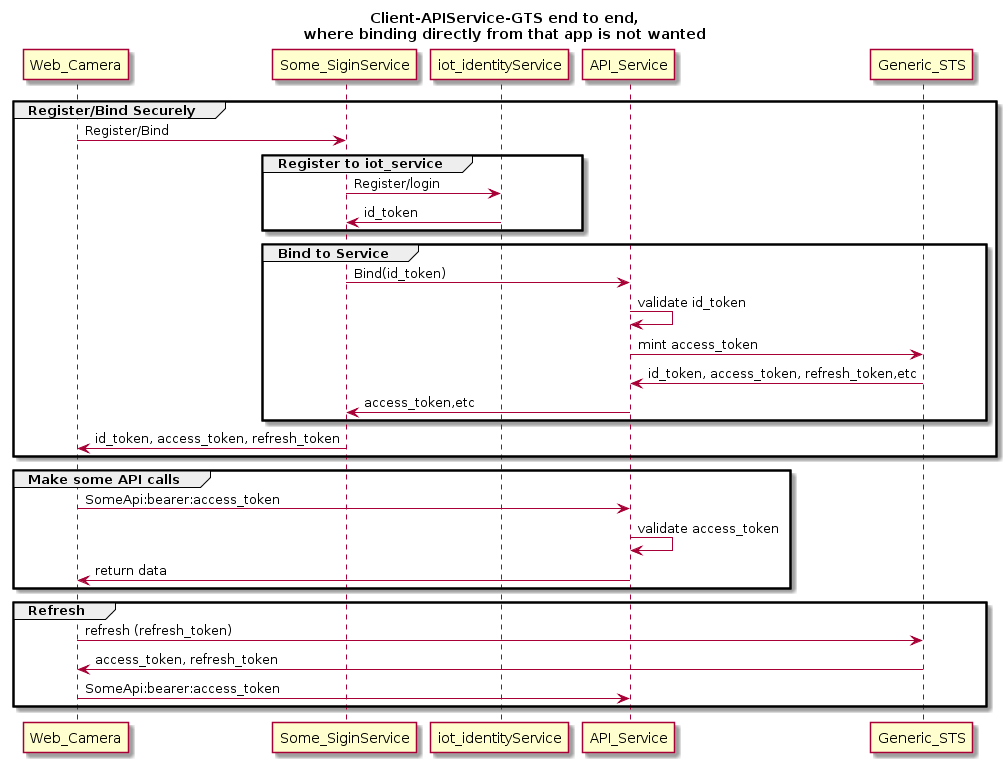 Client-APIService-GTS end to end,
where binding directly from that app is not wanted
Web_Camera Some_SiginService iot_identityService API_Service Generic_STS
Register/Bind Securely
Register/Bind
Register to iot_service
Register/login
id_token
Bind to Service
Bind(id_token)
validate id_token
mint access_token
id_token, access_token, refresh_token,etc
access_token,etc
id_token, access_token, refresh_token
Make some API calls
SomeApi:bearer:access_token
validate access_token
return data
Refresh
refresh (refresh_token)
access_token, refresh_token
SomeApi:bearer:access_token
Web_Camera Some_SiginService iot_identityService API_Service Generic_STS